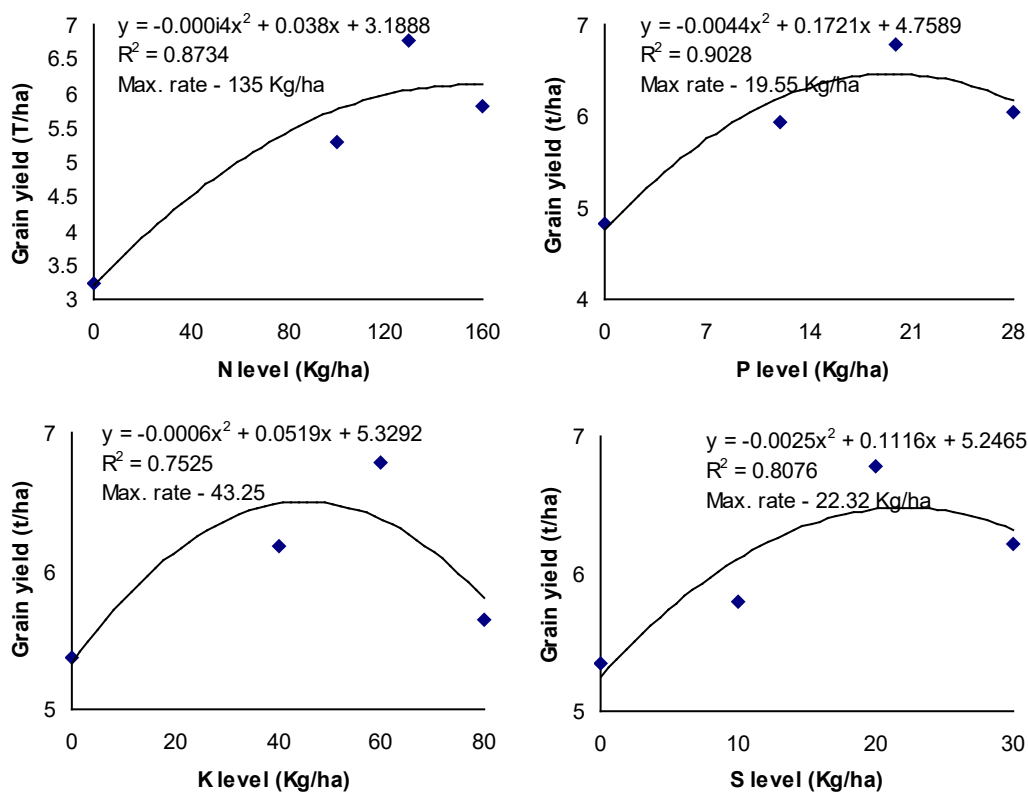 y = -0.000i4x² + 0.038x + 3.1888
R² = 0.8734
Max. rate - 135 Kg/ha
7
6.5
6
5.5
5
4.5
4
3.5
3
Grain yield (T/ha)
0 40 80 120 160
N level (Kg/ha)
y = -0.0044x² + 0.1721x + 4.7589
R² = 0.9028
Max. rate - 19.55 Kg/ha
7
6
5
4
Grain yield (t/ha)
0 7 14 21 28
P level (Kg/ha)
y = -0.0006x² + 0.0519x + 5.3292
R² = 0.7525
Max. rate - 43.25
7
6
5
Grain yield (t/ha)
0 20 40 60 80
K level (Kg/ha)
y = -0.0025x² + 0.1116x + 5.2465
R² = 0.8076
Max. rate - 22.32 Kg/ha
7
6
5
Grain yield (t/ha)
0 10 20 30
S level (Kg/ha)